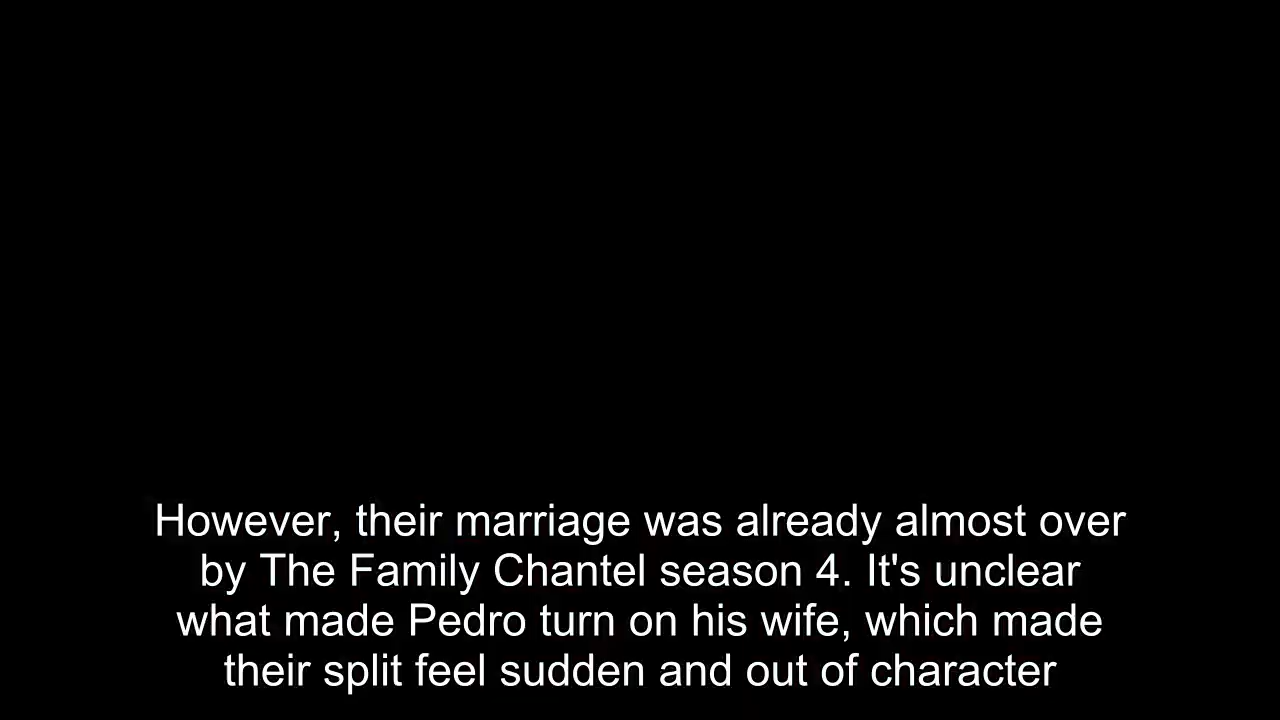 However, their marriage was already almost over
by The Family Chantel season 4. It's unclear
what made Pedro turn on his wife, which made
their split feel sudden and out of character